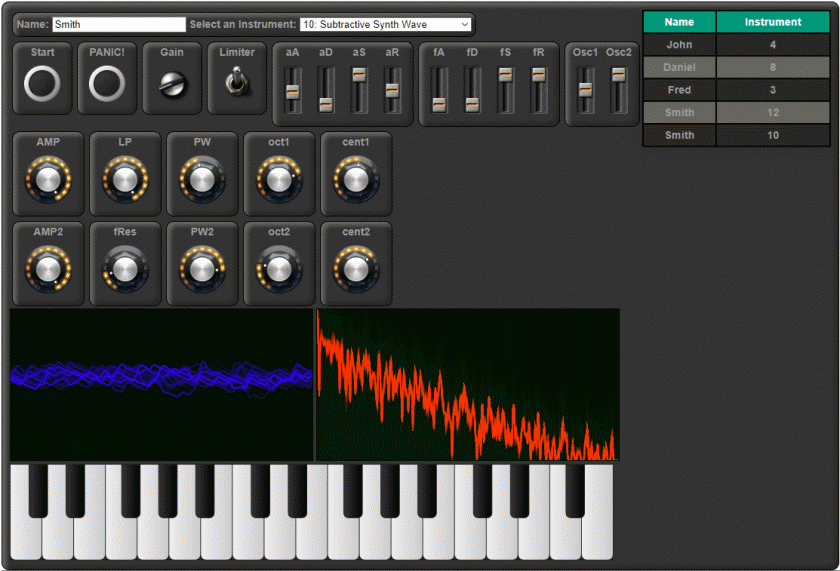 Name: Smith Select an Instrument: 10: Subtractive Synth Wave
Start PANIC! Gain Limiter aA aD aS aR fA fD fS fR Osc1 Osc2
AMP LP PW oct1 cent1
AMP2 fRes PW2 oct2 cent2
Name Instrument
John 4
Daniel 8
Fred 3
Smith 12
Smith 10